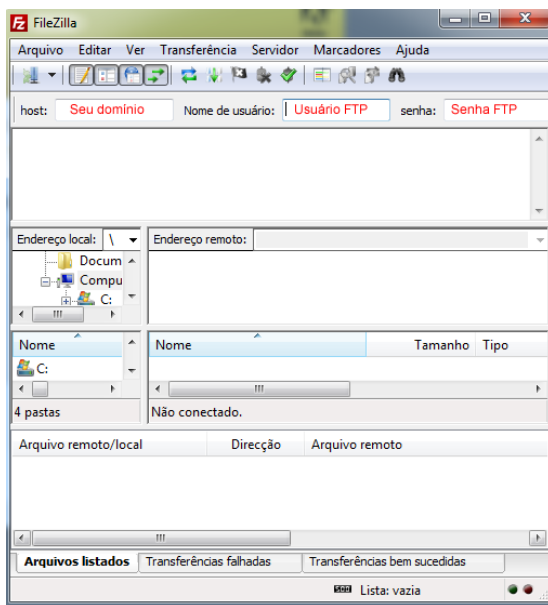 FileZilla
Arquivo Editar Ver Transferência Servidor Marcadores Ajuda
host: Seu domínio Nome de usuário: Usuário FTP senha: Senha FTP
Endereço local: \ Endereço remoto:
Docum
Compu
C:
Nome Nome Tamanho Tipo
C:
4 pastas Não conectado.
Arquivo remoto/local Direcção Arquivo remoto
Arquivos listados Transferências falhadas Transferências bem sucedidas
Lista: vazia